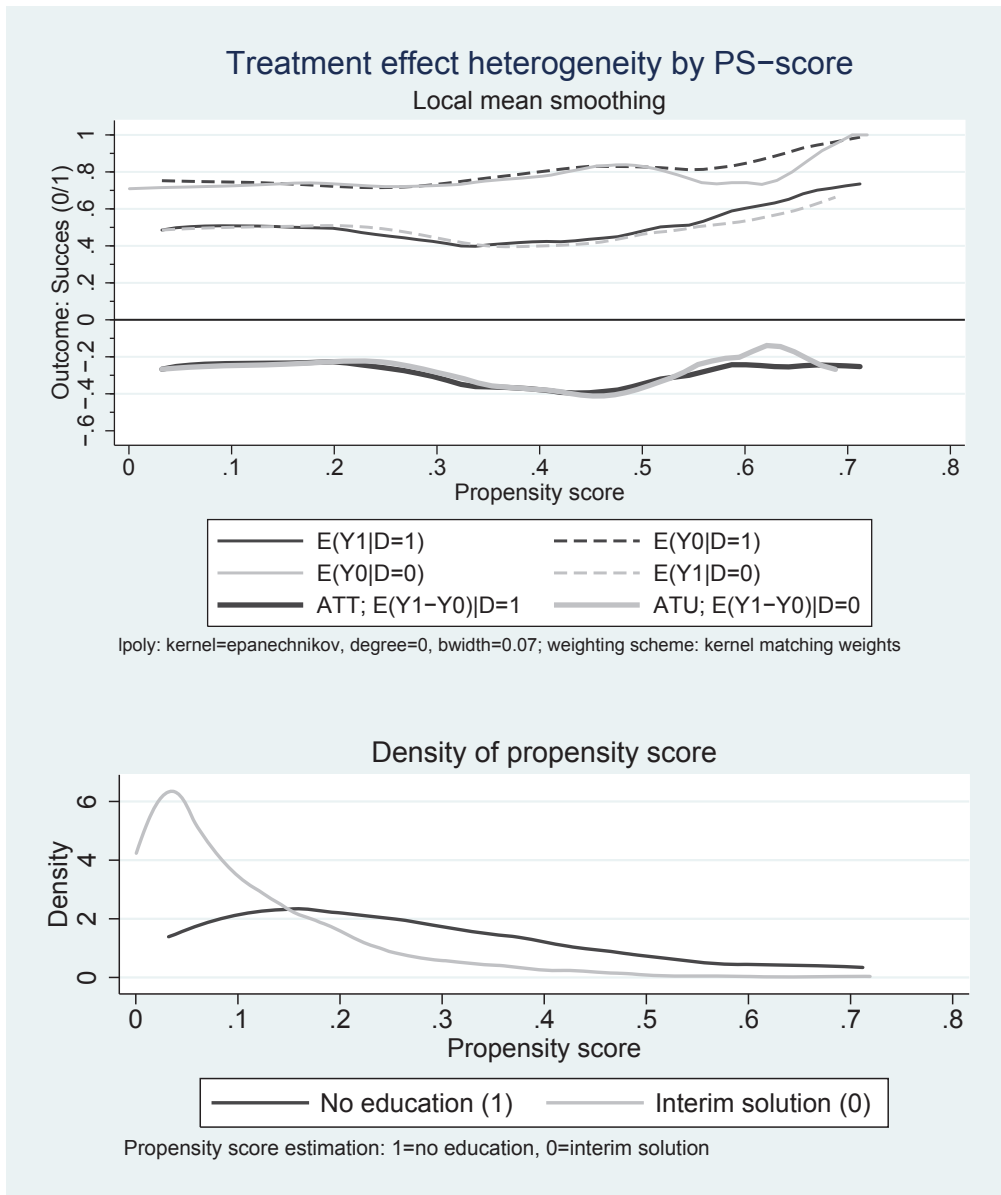 Treatment effect heterogeneity by PS−score
Local mean smoothing
Outcome: Succes (0/1)
1
.8
.6
.4
.2
0
−.2
−.4
−.6
0 .1 .2 .3 .4 .5 .6 .7 .8
Propensity score
E(Y1|D=1) E(Y0|D=1)
E(Y0|D=0) E(Y1|D=0)
ATT; E(Y1−Y0)|D=1 ATU; E(Y1−Y0)|D=0
lpoly: kernel=epanechnikov, degree=0, bwidth=0.07; weighting scheme: kernel matching weights
Density of propensity score
Density
6
4
2
0
0 .1 .2 .3 .4 .5 .6 .7 .8
Propensity score
No education (1) Interim solution (0)
Propensity score estimation: 1=no education, 0=interim solution